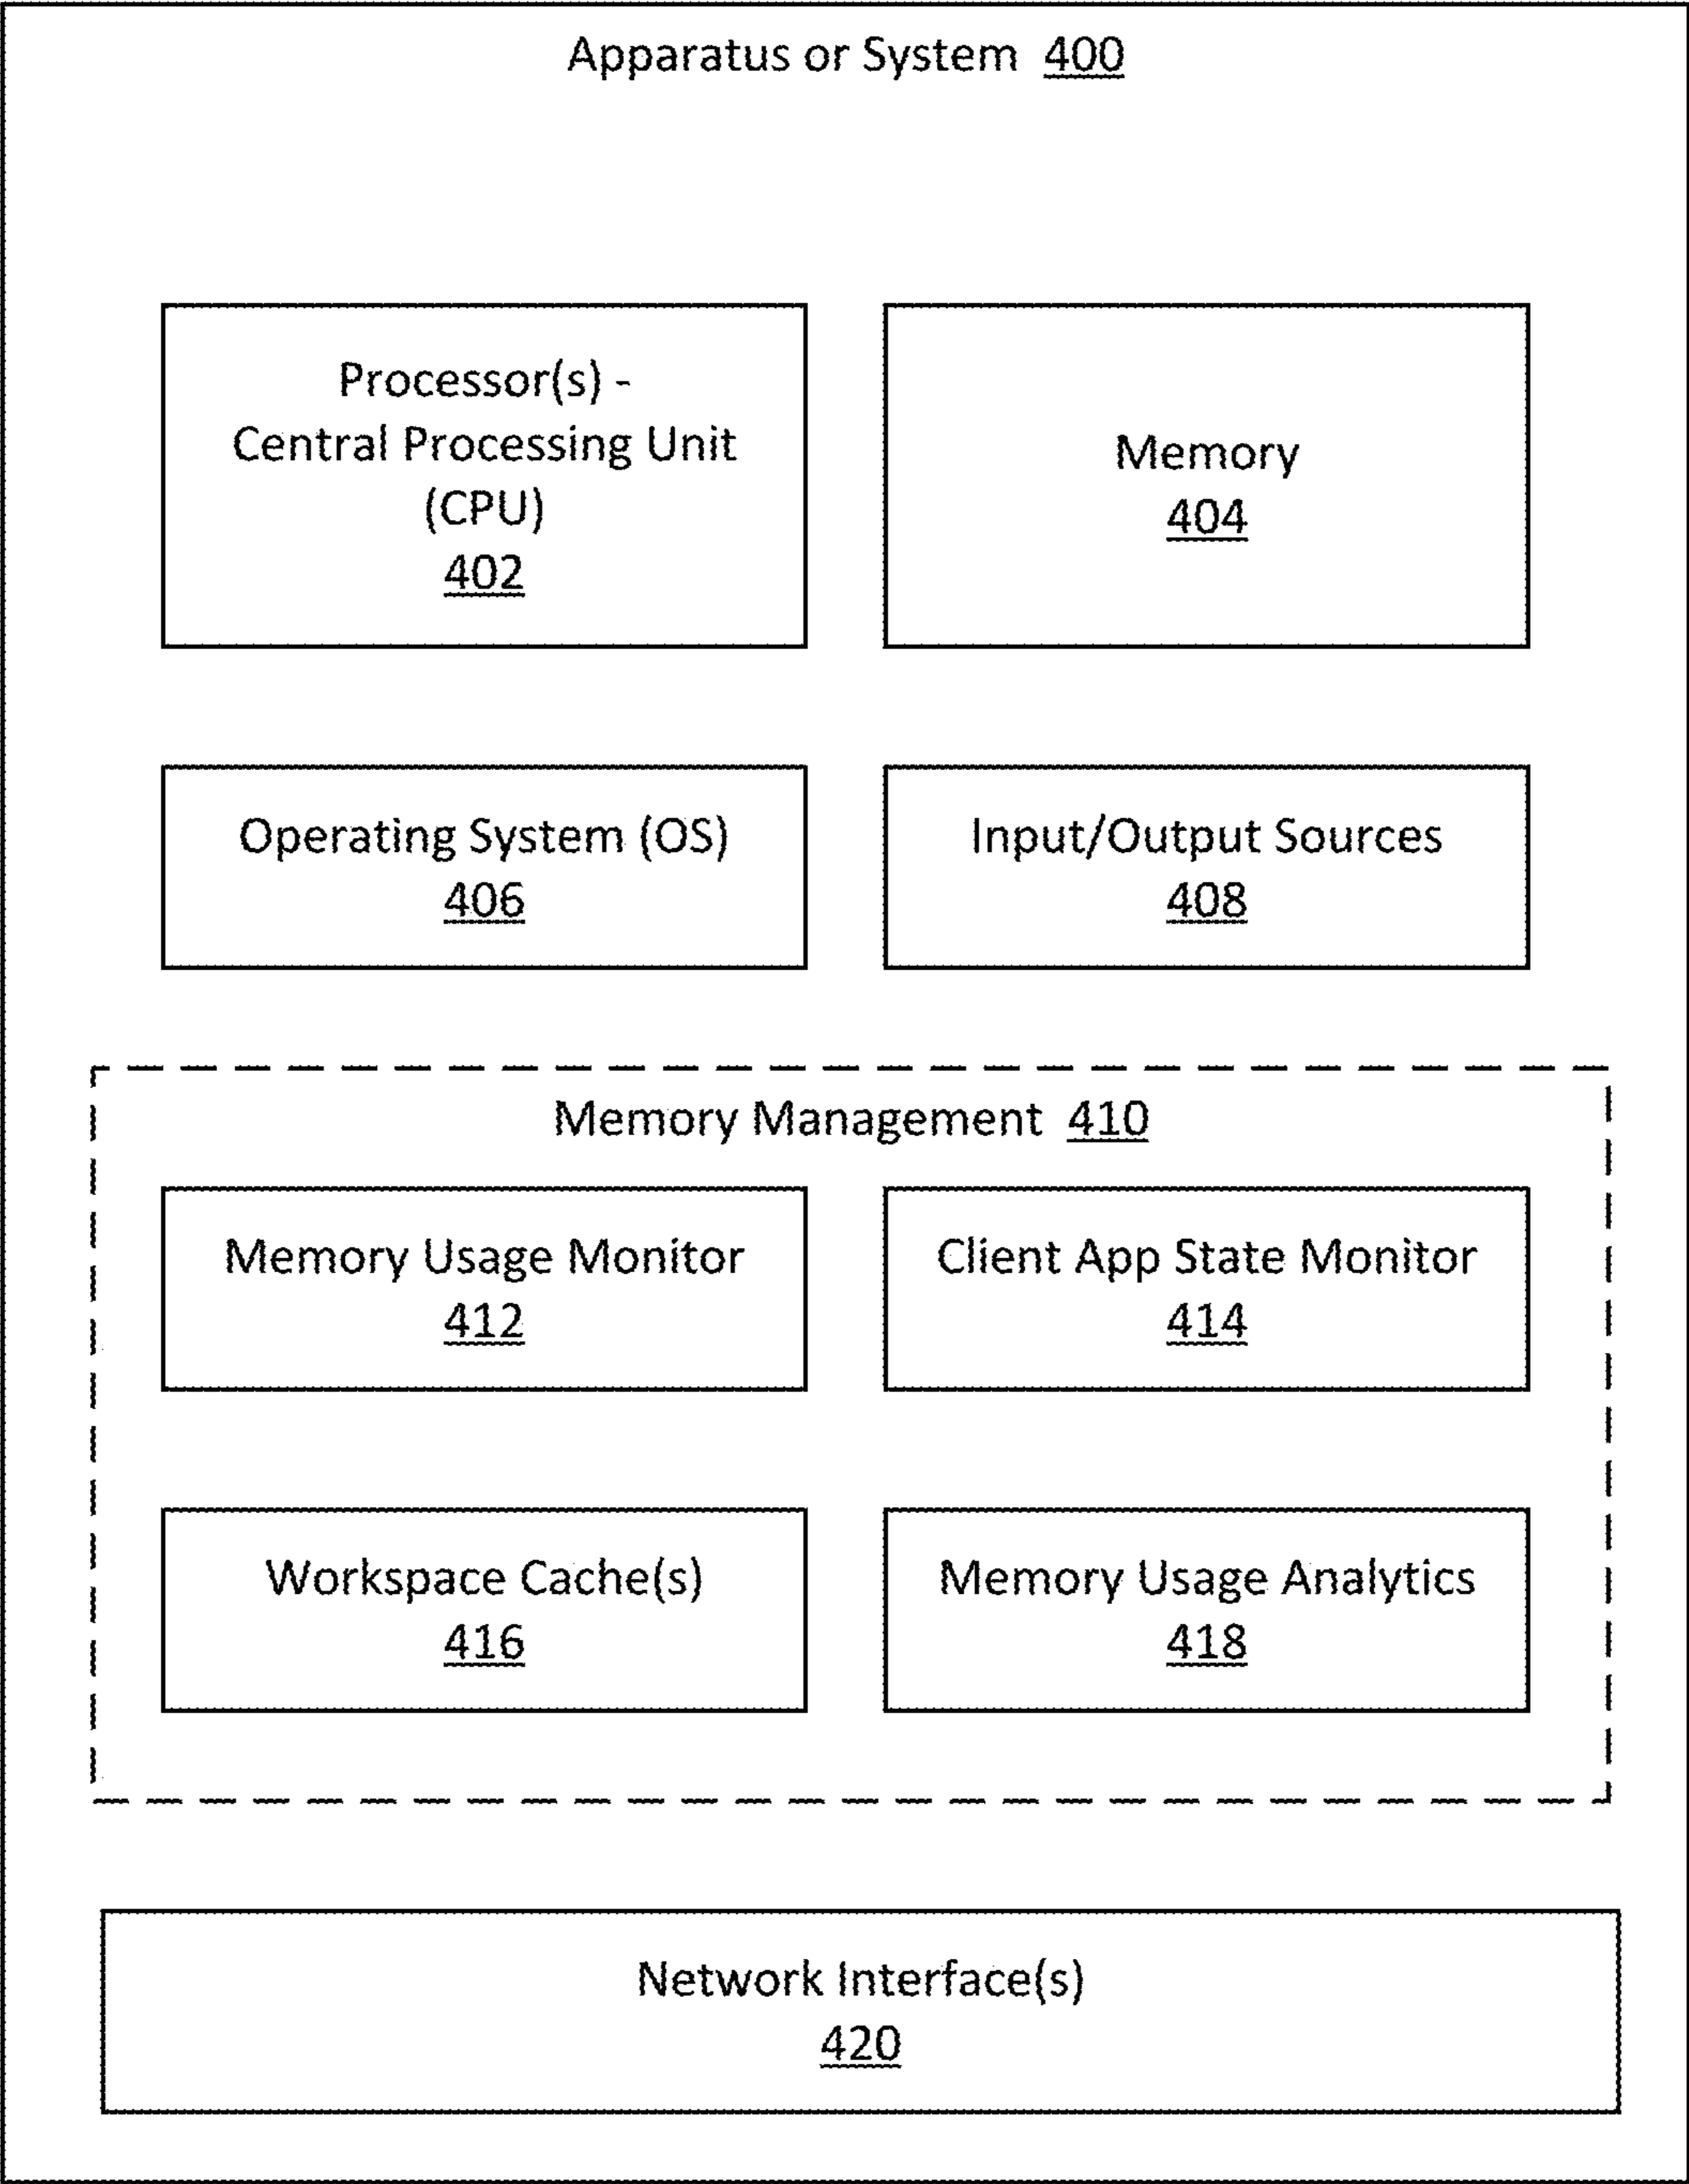 Apparatus or System 400
Processor(s) -
Central Processing Unit
(CPU)
402
Memory
404
Operating System (OS)
406
Input/Output Sources
408
Memory Management 410
Memory Usage Monitor
412
Client App State Monitor
414
Workspace Cache(s)
416
Memory Usage Analytics
418
Network Interface(s)
420